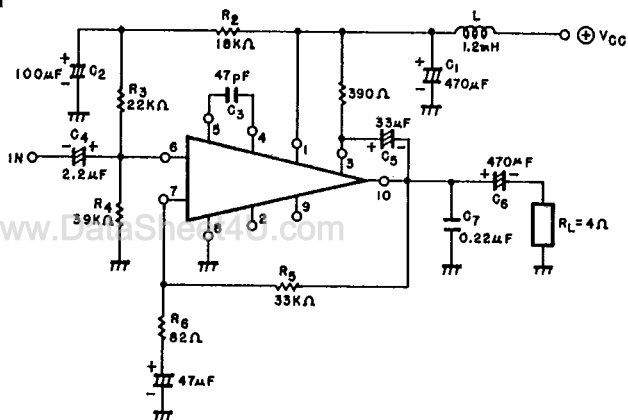 R2
18KΩ
L
1.2mH
⊕ VCC
+
100μF
C2
-
R3
22KΩ
47pF
C3
5
4
390Ω
+
C1
-
470μF
33μF
+
-
C5
1
3
C4
-
+
IN
2.2μF
6
7
10
470μF
+
-
C6
R4
39KΩ
8
2
9
C7
0.22μF
RL=4Ω
www.DataSheet4U.com
R5
33KΩ
R6
82Ω
+
47μF
-